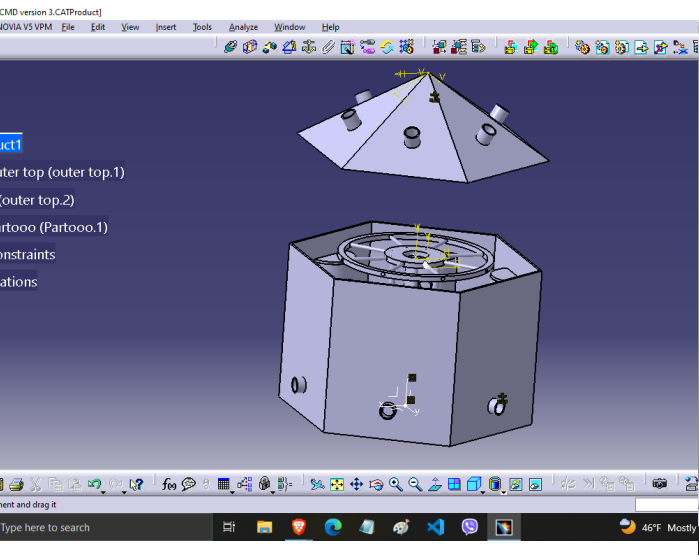 CMD version 3.CATProduct]
NOVIA V5 VPM File Edit View Insert Tools Analyze Window Help
uct1
uter top (outer top.1)
(outer top.2)
artooo (Partooo.1)
onstraints
ations
ment and drag it
Type here to search
46°F Mostly